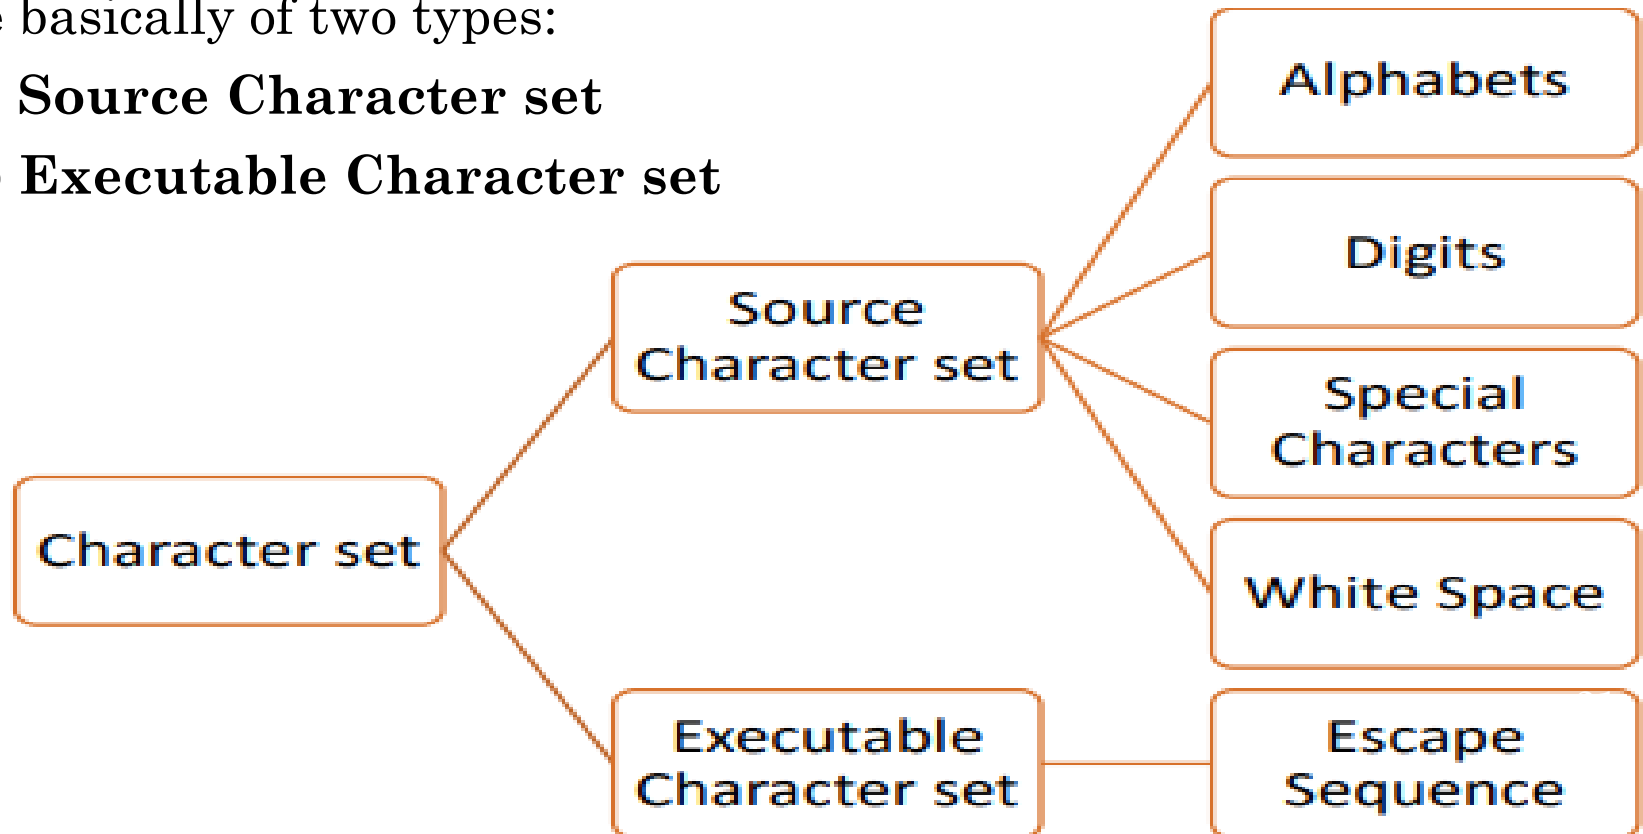 basically of two types:
Source Character set
Executable Character set
Alphabets
Digits
Source
Character set
Special
Characters
Character set
White Space
Executable
Character set
Escape
Sequence